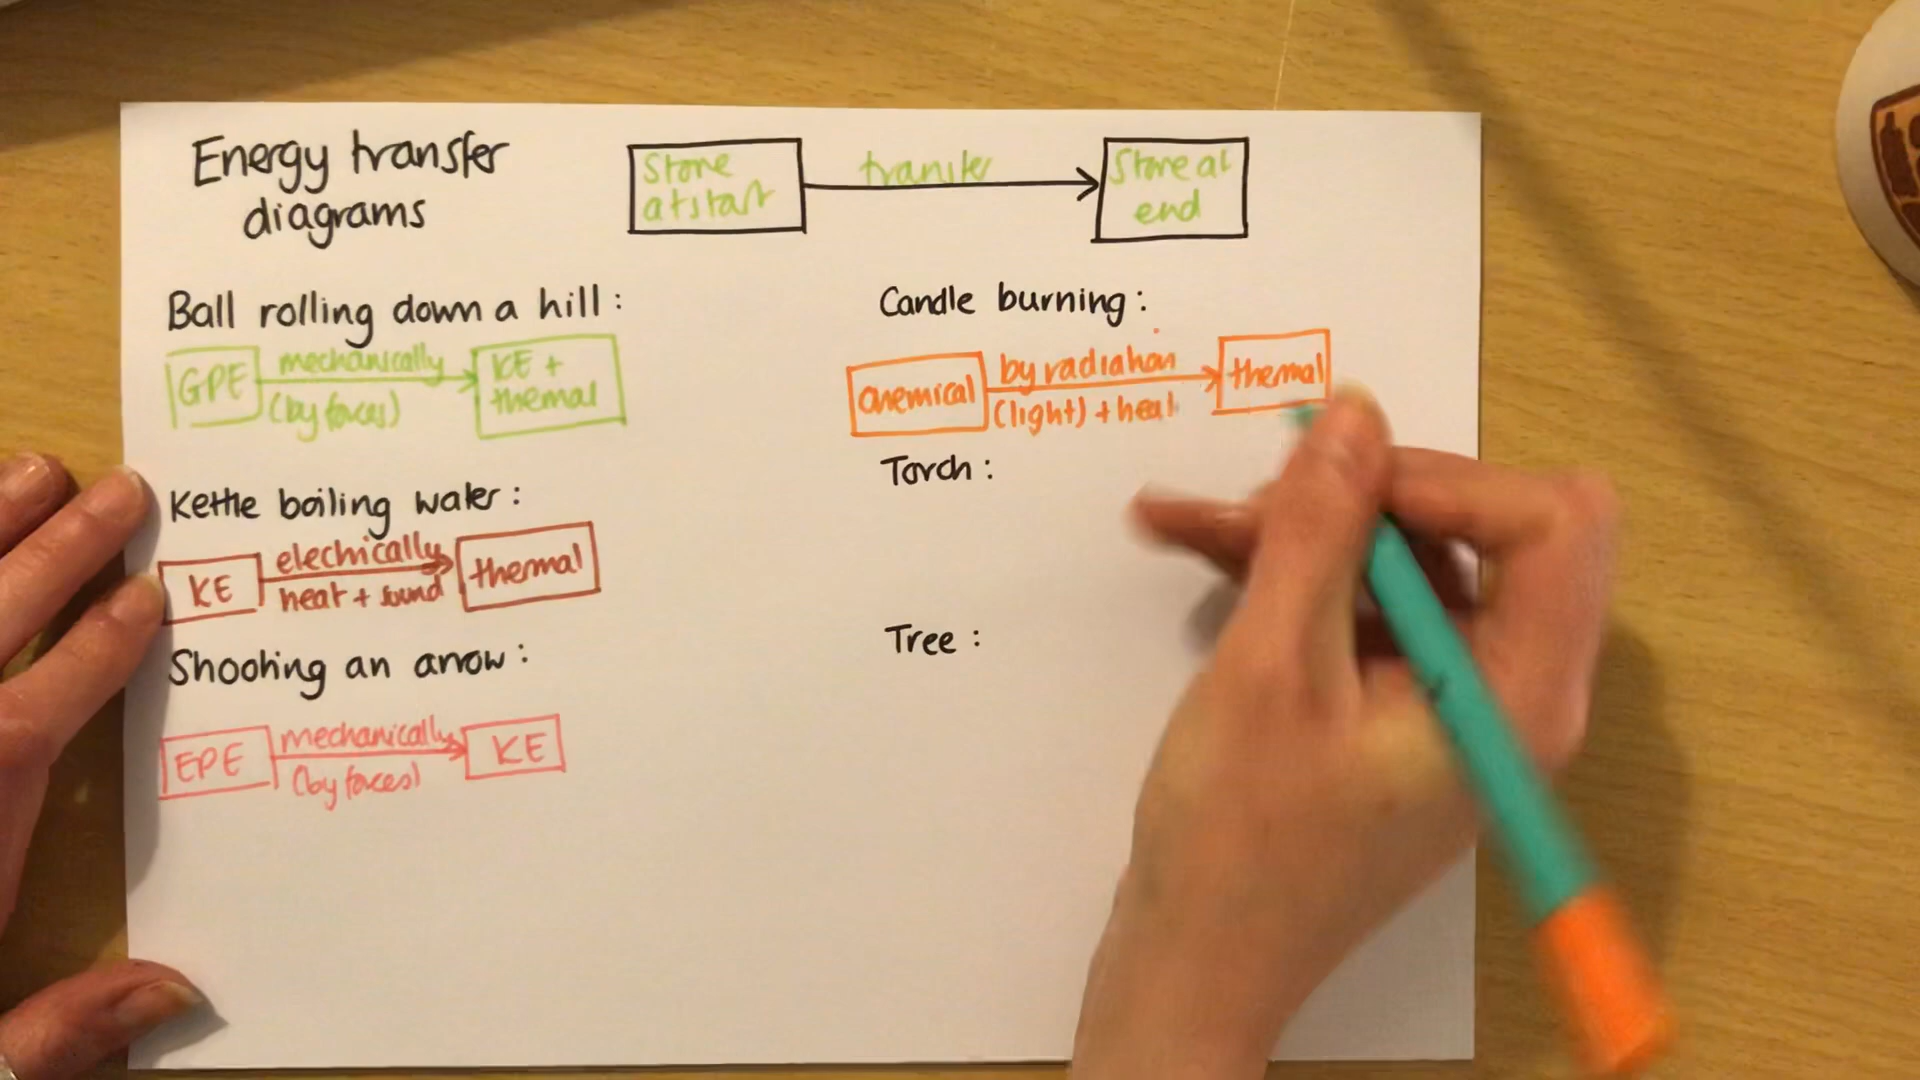 Energy transfer
diagrams
Store
at start
transfer
Store at
end
Ball rolling down a hill:
GPE
mechanically
(by forces)
KE +
thermal
Kettle boiling water:
KE
electrically
heat + sound
thermal
Shooting an arrow:
EPE
mechanically
(by forces)
KE
Candle burning:
chemical
by radiation
(light) + heat
thermal
Torch:
Tree: